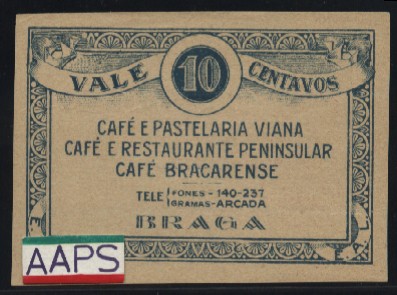 VALE 10 CENTAVOS
CAFÉ E PASTELARIA VIANA
CAFÉ E RESTAURANTE PENINSULAR
CAFÉ BRACARENSE
TELE FONES - 140-237
GRAMAS - ARCADA
BRAGA
AAPS